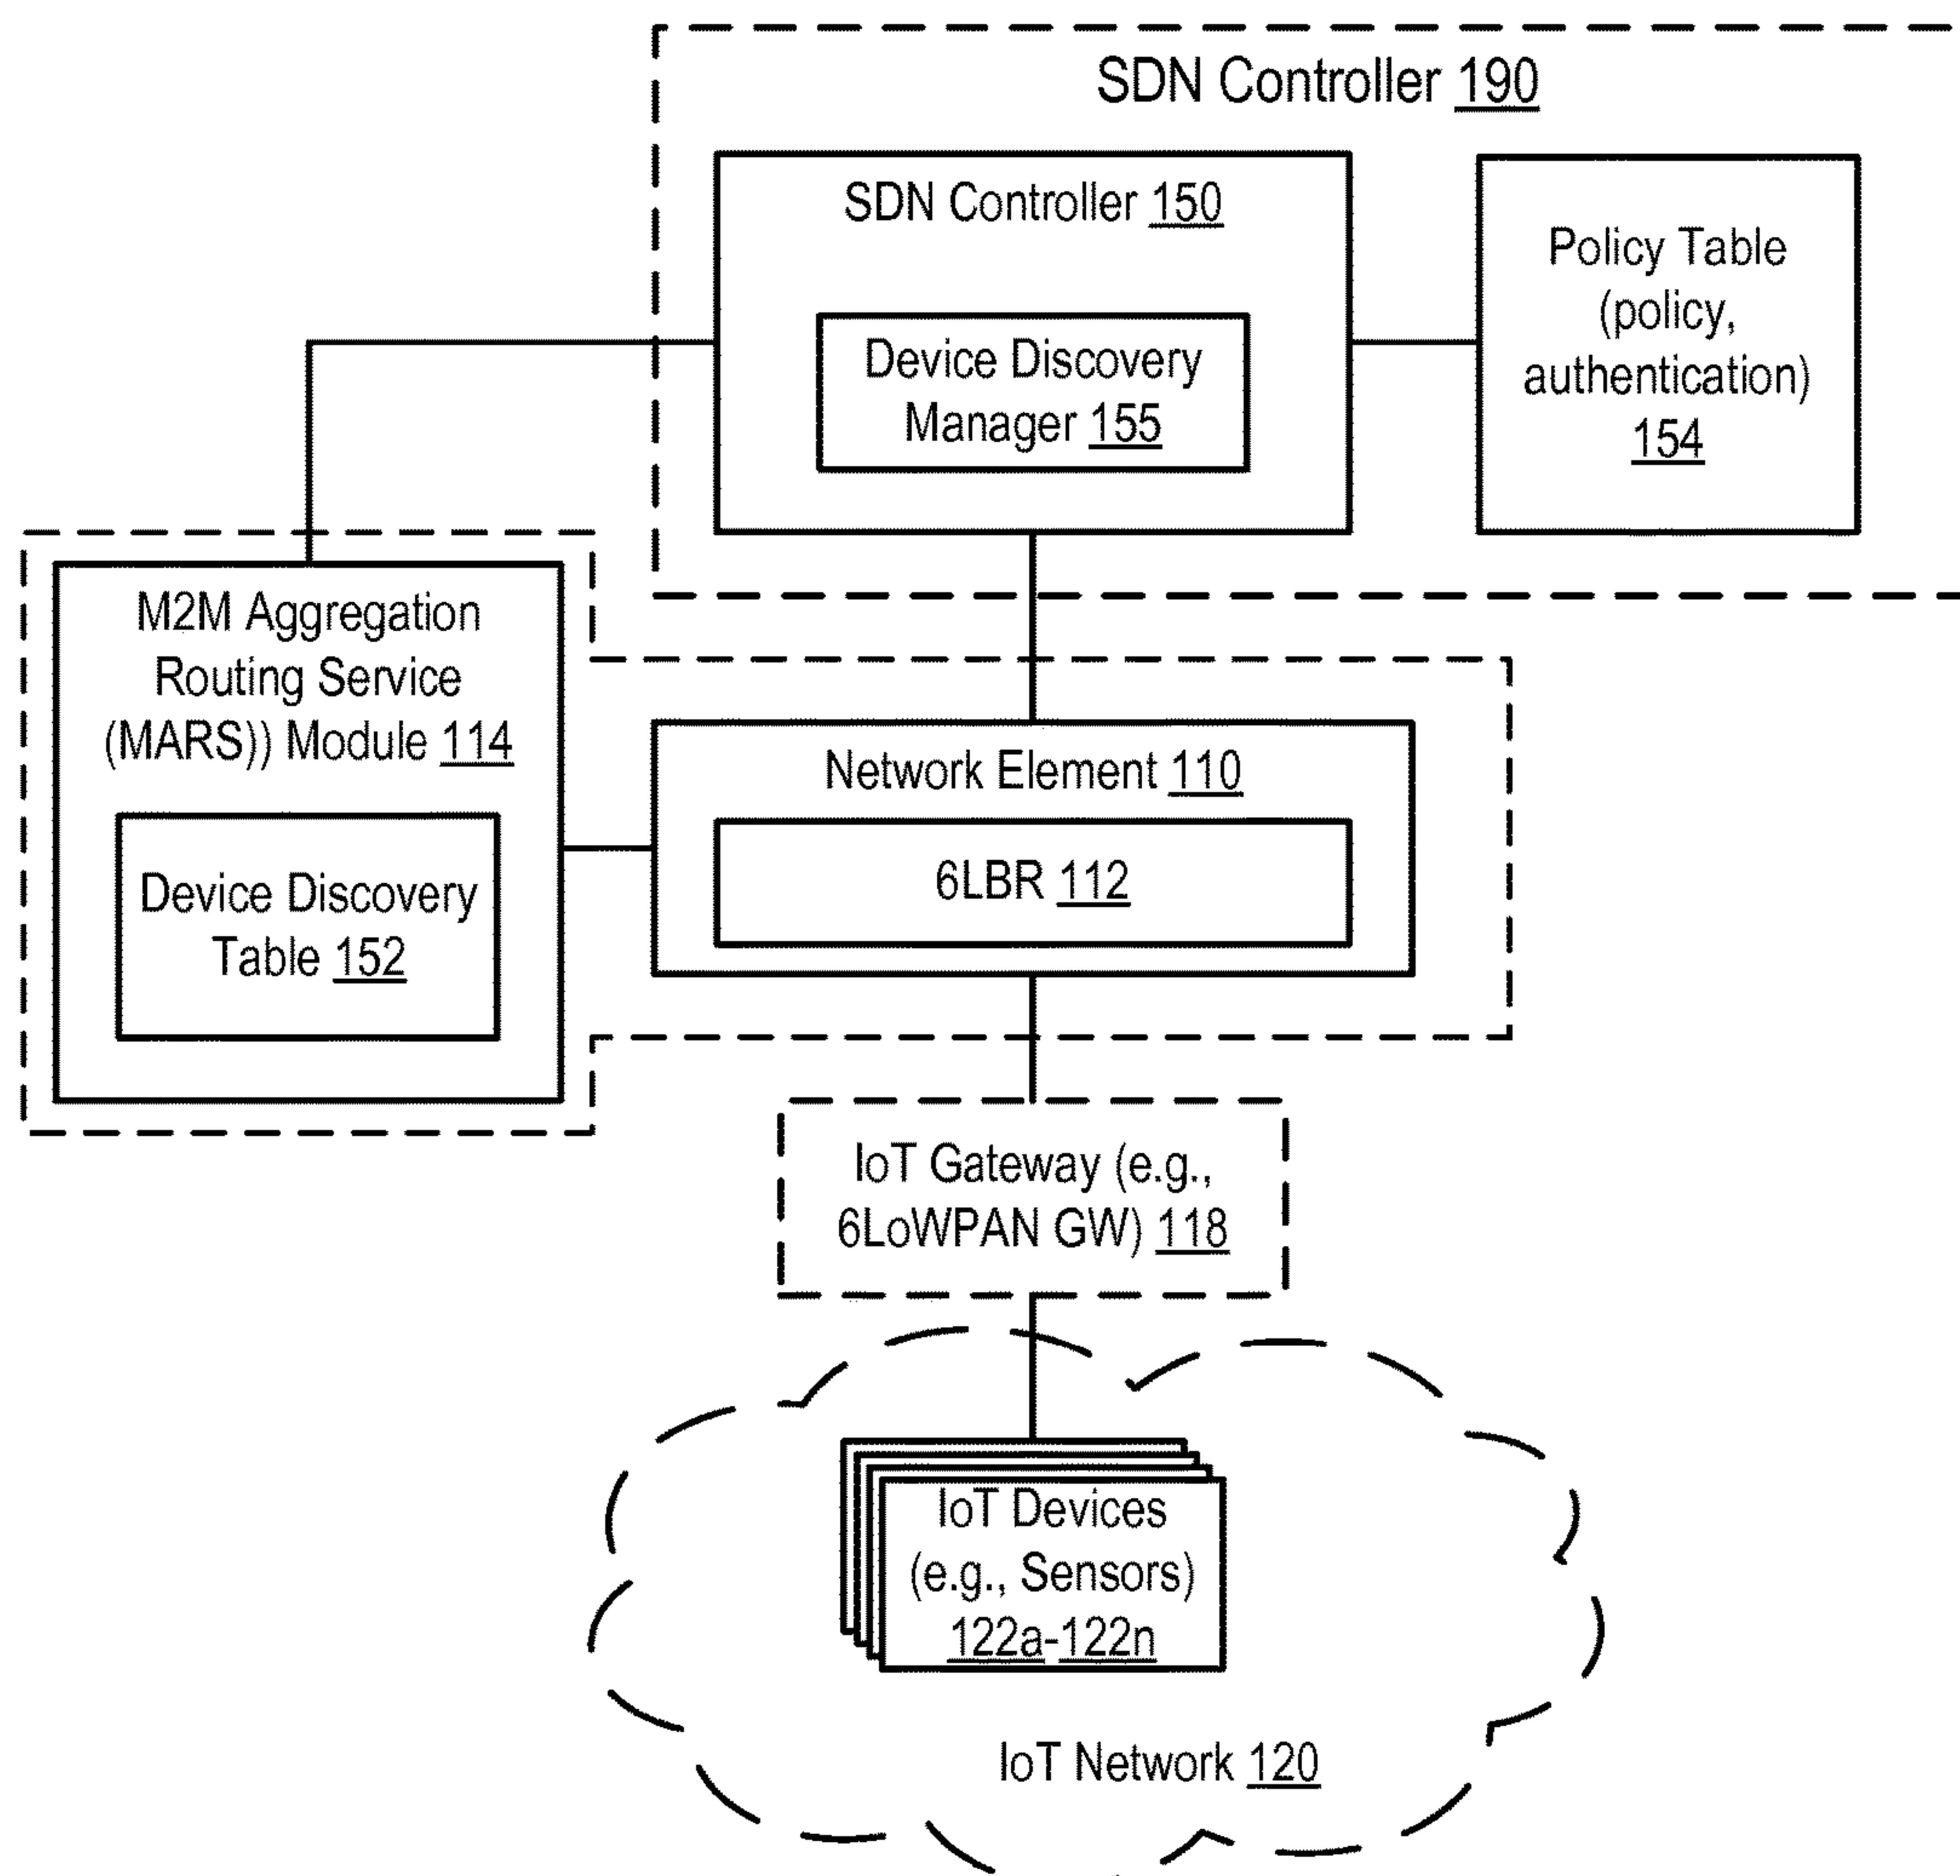 SDN Controller 190
SDN Controller 150
Device Discovery
Manager 155
Policy Table
(policy,
authentication)
154
M2M Aggregation
Routing Service
(MARS)) Module 114
Device Discovery
Table 152
Network Element 110
6LBR 112
IoT Gateway (e.g.,
6LoWPAN GW) 118
IoT Devices
(e.g., Sensors)
122a-122n
IoT Network 120